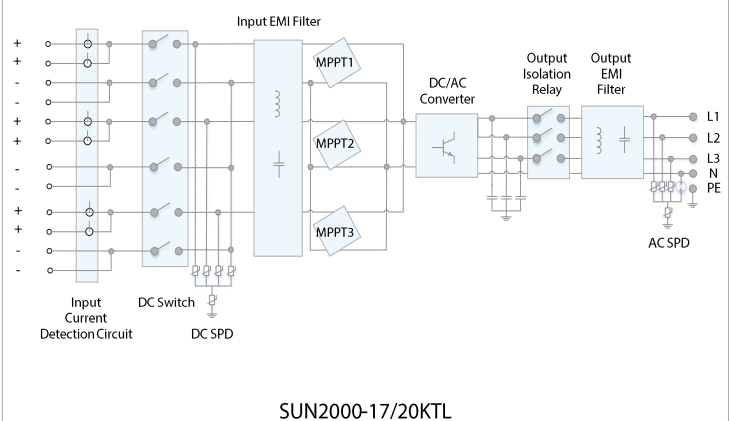 Input EMI Filter
+
+
-
-
+
+
-
-
+
+
-
-
MPPT1
MPPT2
MPPT3
DC/AC
Converter
Output
Isolation
Relay
Output
EMI
Filter
L1
L2
L3
N
PE
AC SPD
Input
Current
Detection Circuit
DC Switch
DC SPD
SUN2000-17/20KTL